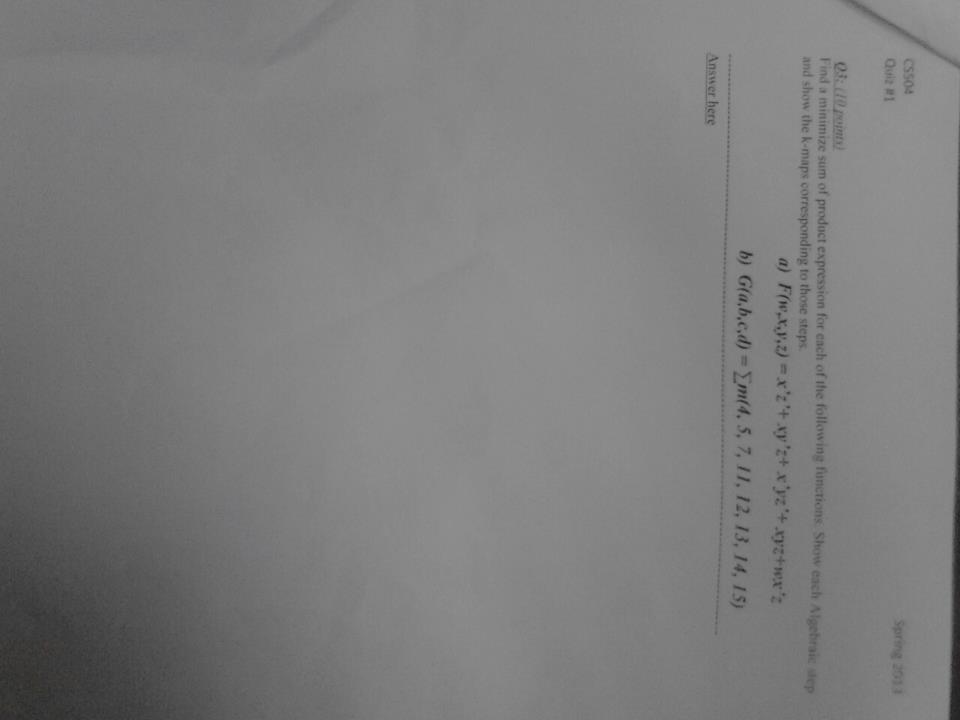 CS504
Spring 2013
Quiz #1
Q3: (10 points)
Find a minimize sum of product expression for each of the following functions. Show each Algebraic step
and show the k-maps corresponding to those steps.
a) F(w,x,y,z) = x'z'+ xy'z+ x'yz'+ xyz+wx'z
b) G(a,b,c,d) = ∑m(4, 5, 7, 11, 12, 13, 14, 15)
Answer here